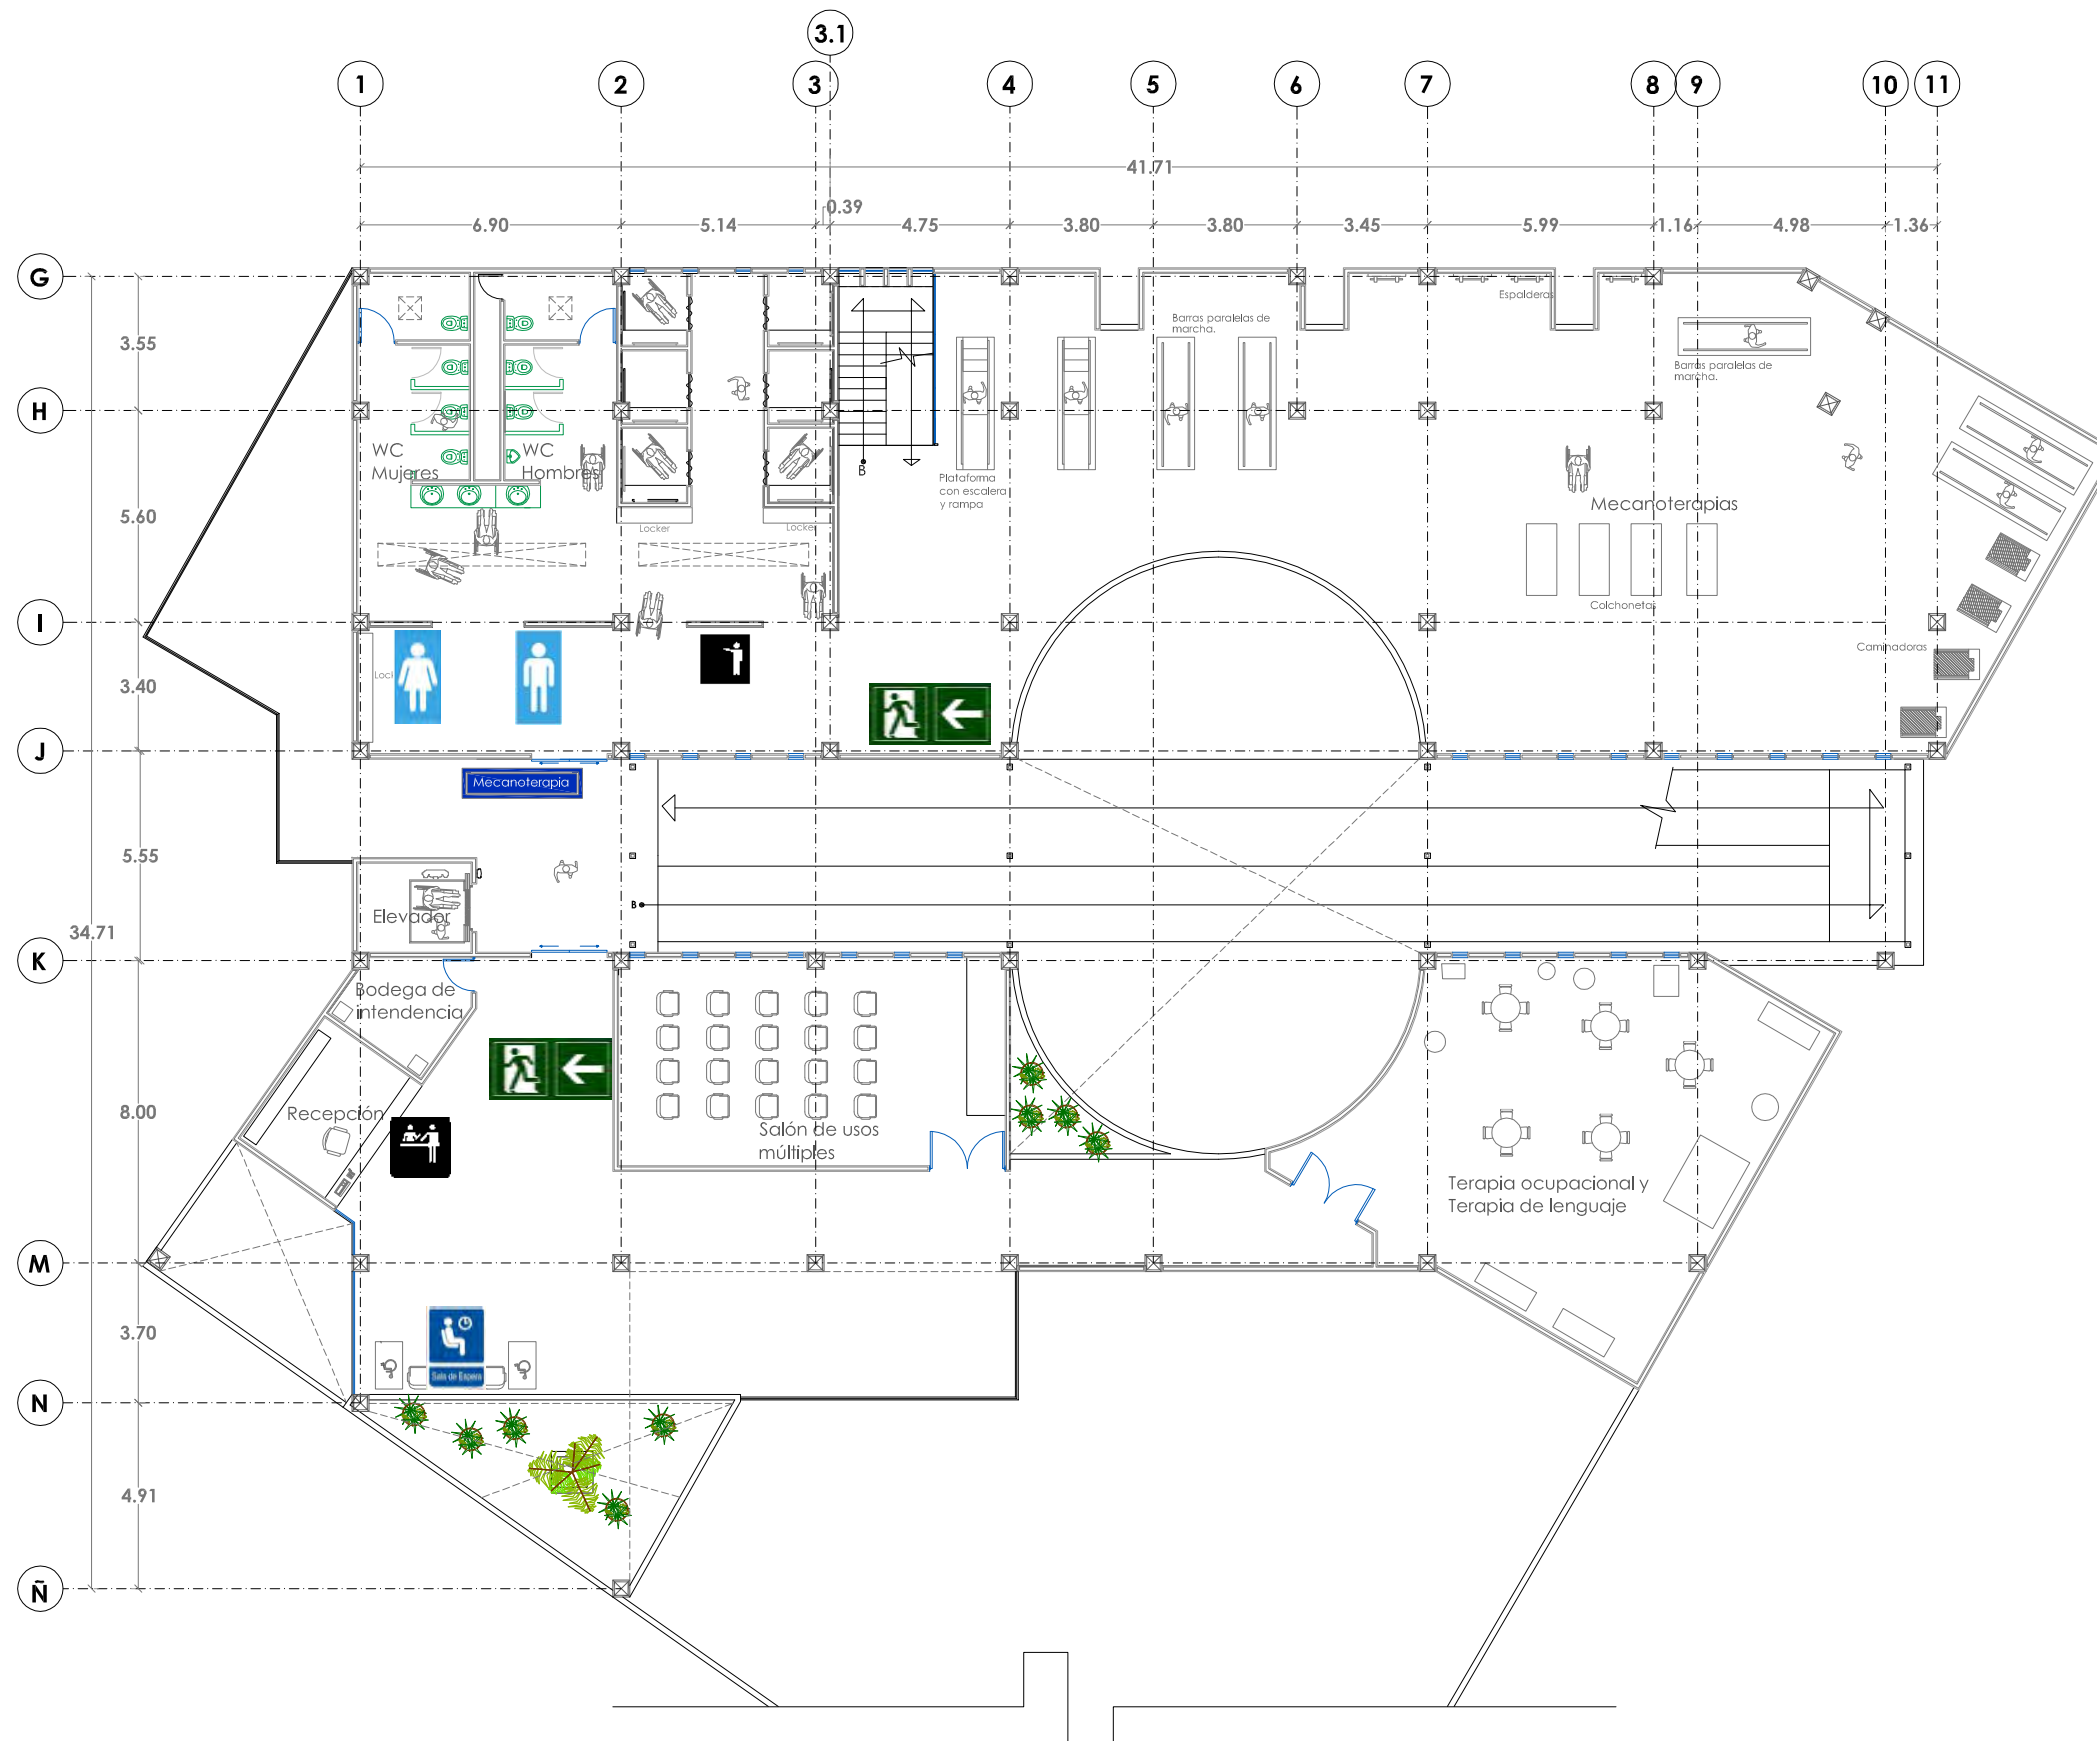 3.1
1
2
3
4
5
6
7
8
9
10
11
41.71
0.39
6.90
5.14
4.75
3.80
3.80
3.45
5.99
1.16
4.98
1.36
G
Espalderas
Barras paralelas de
marcha.
3.55
Barras paralelas de
marcha.
H
WC
Mujeres
WC
Hombres
B
Plataforma
con escalera
y rampa
Mecanoterapias
5.60
Locker
Locker
Colchonetas
I
Caminadoras
Loc
3.40
J
Mecanoterapia
5.55
B
Elevador
34.71
K
Bodega de
intendencia
Recepción
8.00
Salón de usos
múltiples
Terapia ocupacional y
Terapia de lenguaje
M
3.70
Sala de Espera
N
4.91
Ñ